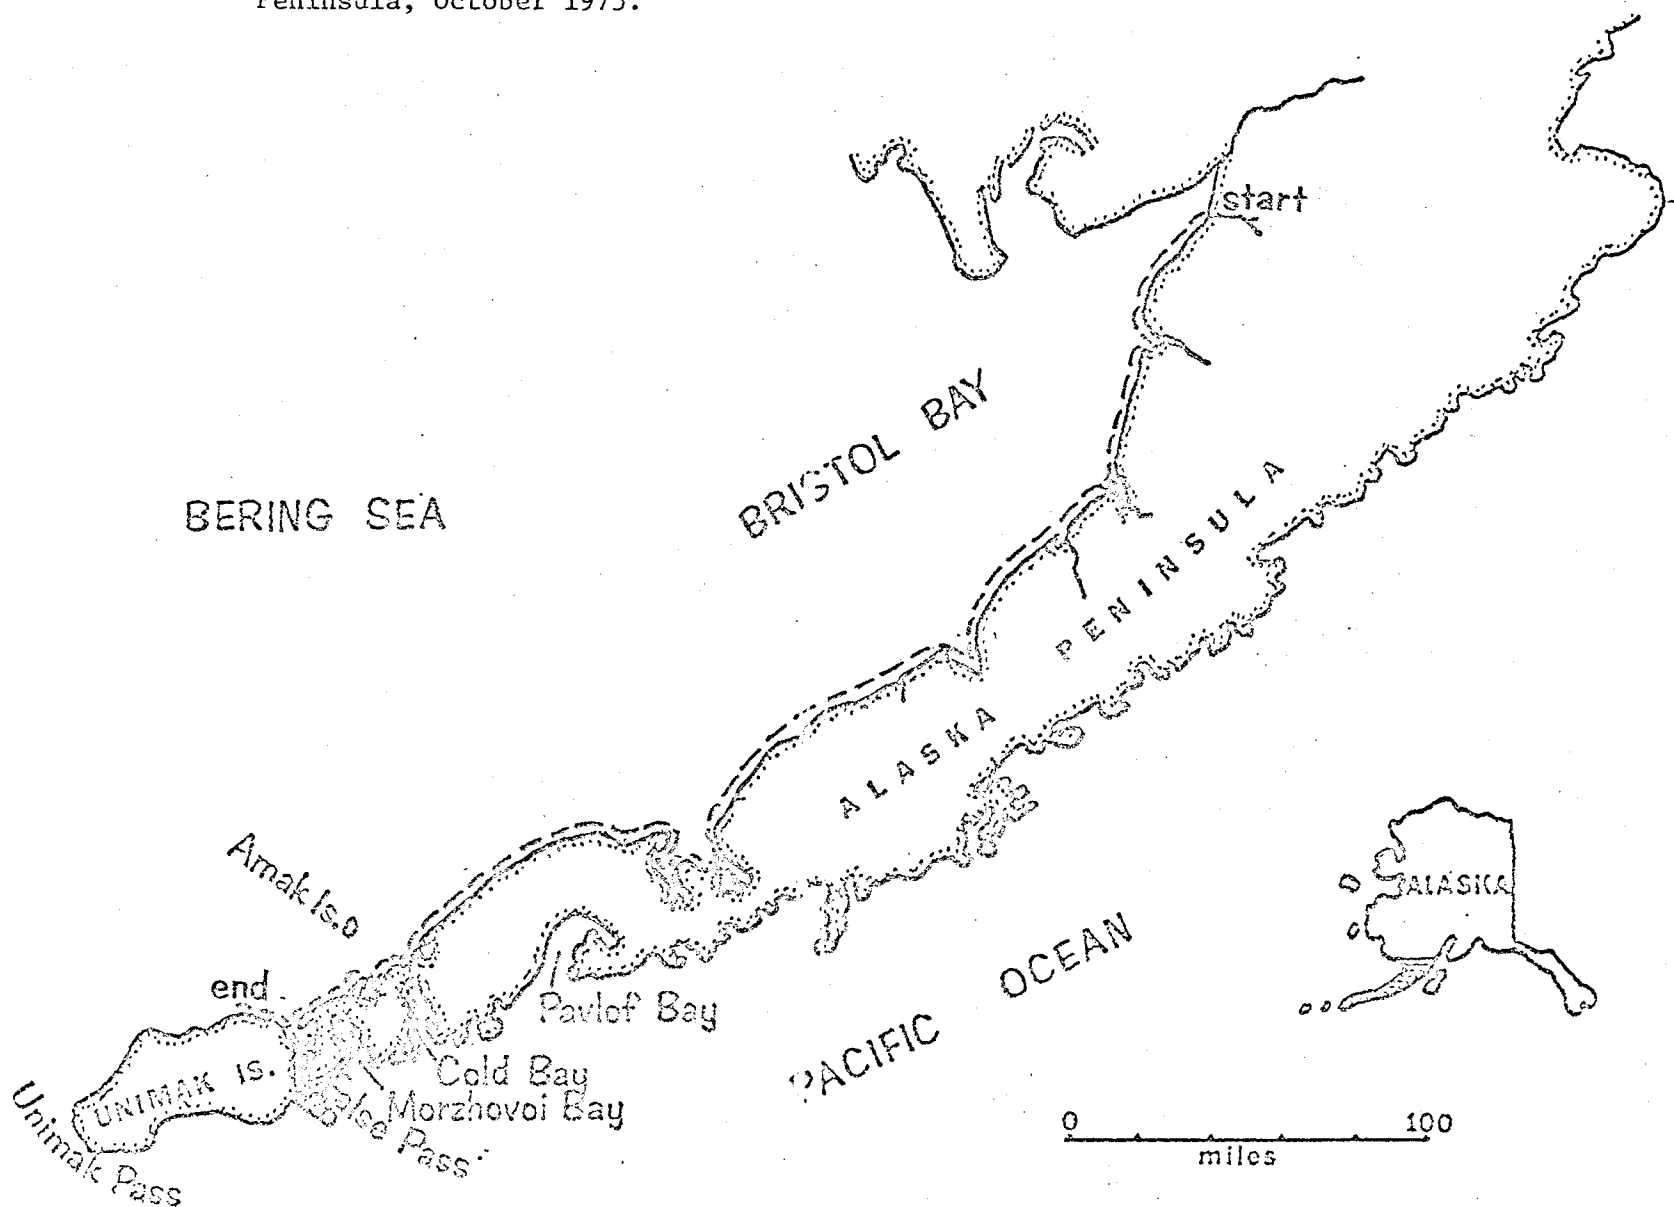 Peninsula, October 1975.
start
BRISTOL BAY
BERING SEA
ALASKA PENINSULA
Amak Is.
ALASKA
end
Pavlof Bay
PACIFIC OCEAN
UNIMAK IS.
Cold Bay
Morzhovoi Bay
Pass
Unimak Pass
0 100
miles